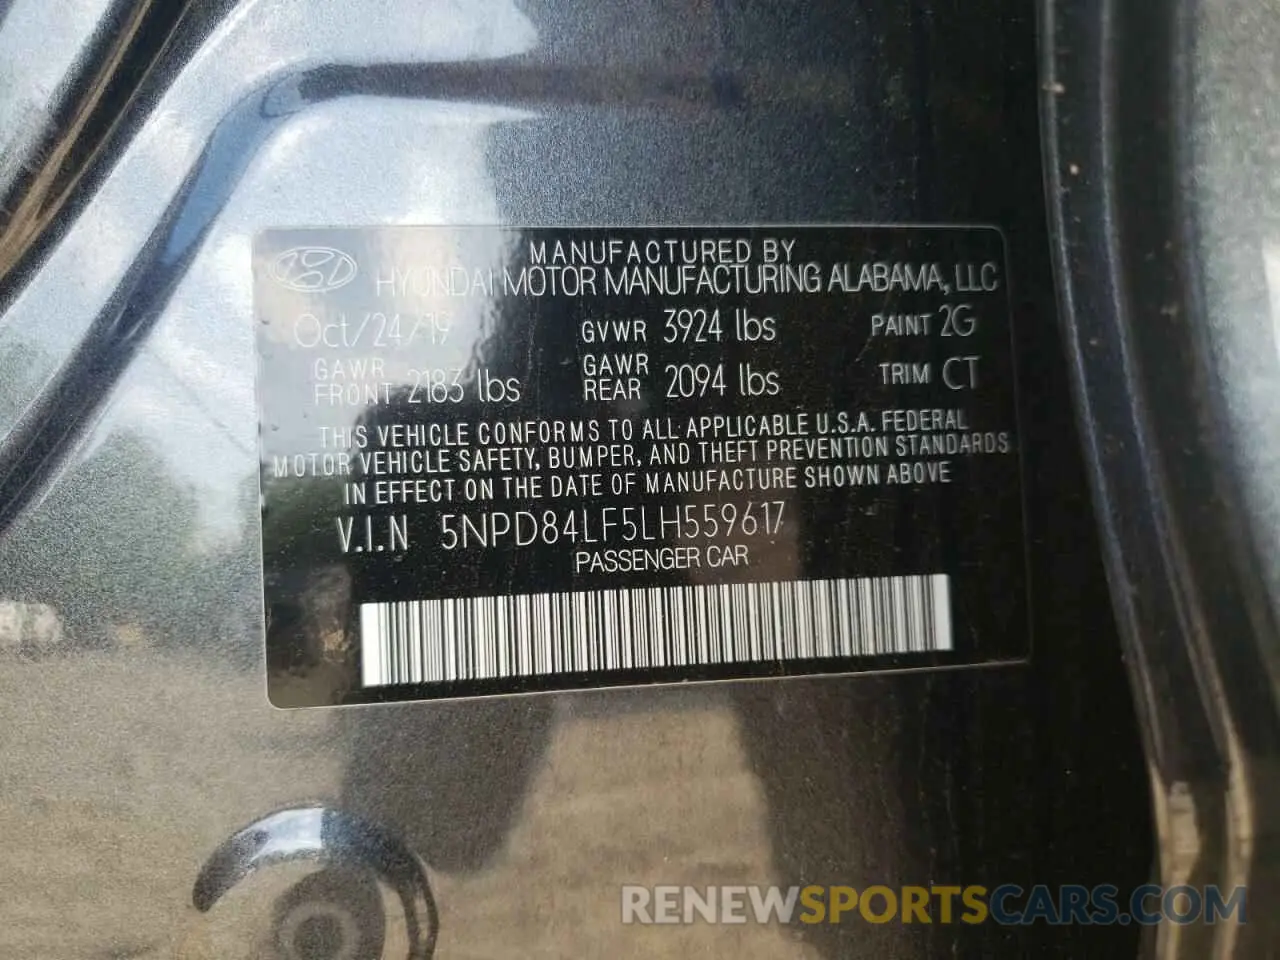 MANUFACTURED BY
HYUNDAI MOTOR MANUFACTURING ALABAMA, LLC
Oct/24/19 GVWR 3924 lbs PAINT 2G
GAWR FRONT 2183 lbs GAWR REAR 2094 lbs TRIM CT
THIS VEHICLE CONFORMS TO ALL APPLICABLE U.S.A. FEDERAL
MOTOR VEHICLE SAFETY, BUMPER, AND THEFT PREVENTION STANDARDS
IN EFFECT ON THE DATE OF MANUFACTURE SHOWN ABOVE
V.I.N 5NPD84LF5LH559617
PASSENGER CAR
RENEWSPORTSCARS.COM